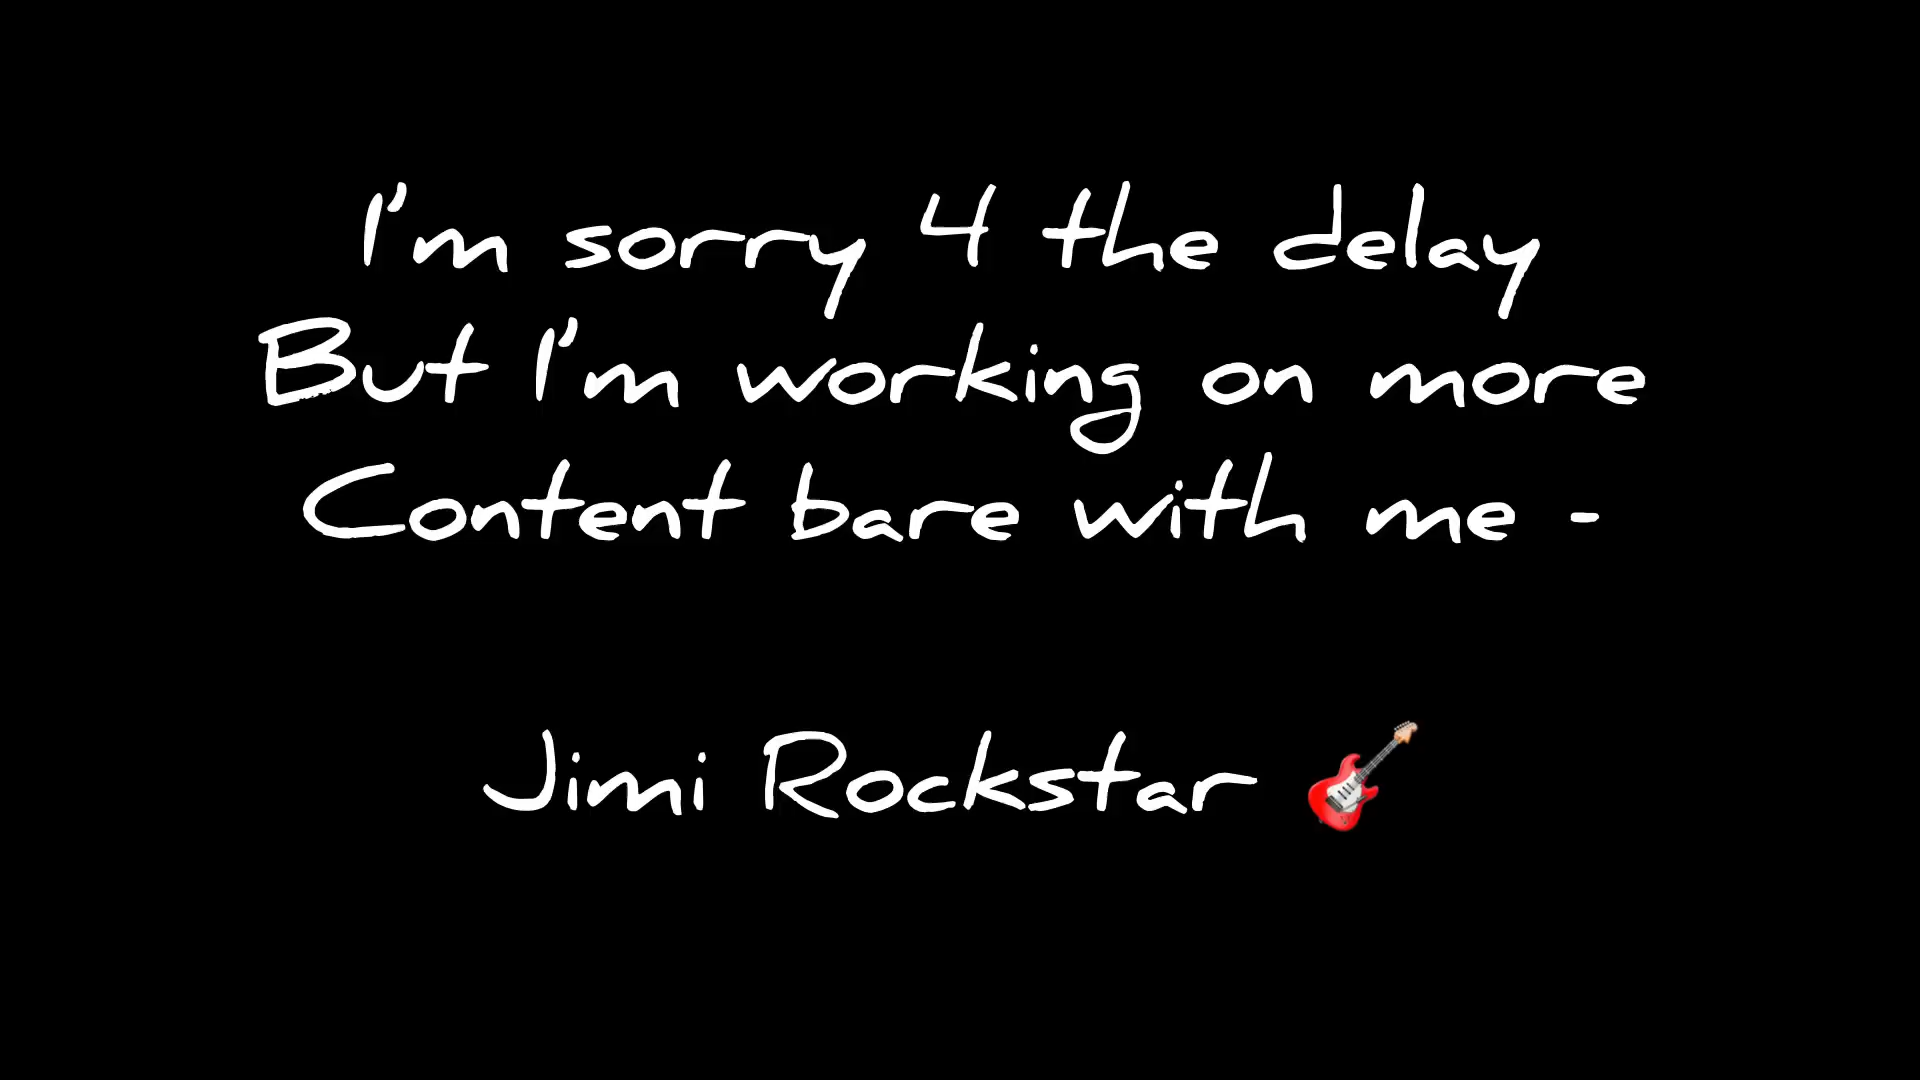 I'm sorry 4 the delay
But I'm working on more
Content bare with me -
Jimi Rockstar 🎸